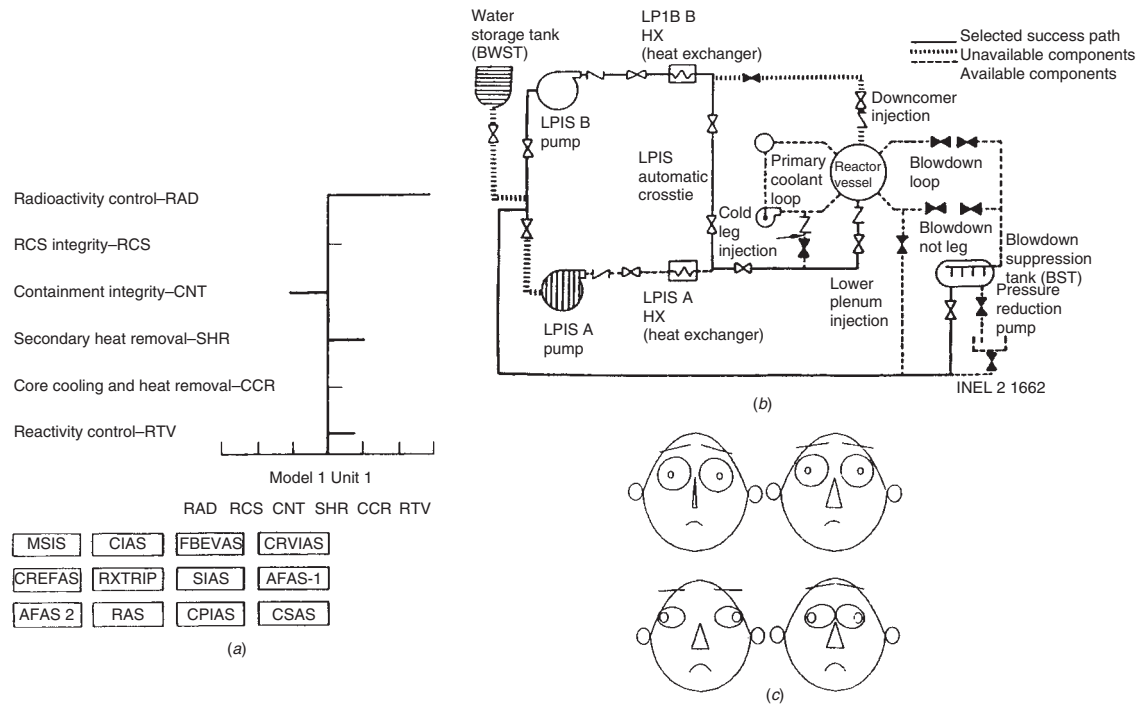 Radioactivity control–RAD
RCS integrity–RCS
Containment integrity–CNT
Secondary heat removal–SHR
Core cooling and heat removal–CCR
Reactivity control–RTV
Model 1 Unit 1
RAD RCS CNT SHR CCR RTV
MSIS CIAS FBEVAS CRVIAS
CREFAS RXTRIP SIAS AFAS-1
AFAS 2 RAS CPIAS CSAS
(a)
Water
storage tank
(BWST)
LP1B B
HX
(heat exchanger)
Selected success path
Unavailable components
Available components
LPIS B
pump
Downcomer
injection
LPIS
automatic
crosstie
Primary
coolant
loop
Reactor
vessel
Blowdown
loop
Cold
leg
injection
Blowdown
not leg
Blowdown
suppression
tank (BST)
LPIS A
pump
LPIS A
HX
(heat exchanger)
Lower
plenum
injection
Pressure
reduction
pump
INEL 2 1662
(b)
(c)